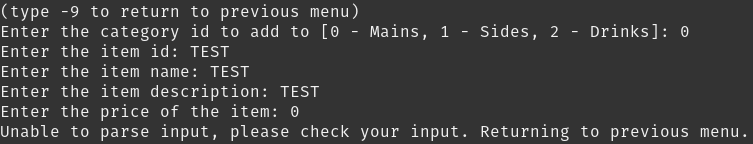 (type -9 to return to previous menu)
Enter the category id to add to [0 - Mains, 1 - Sides, 2 - Drinks]: 0
Enter the item id: TEST
Enter the item name: TEST
Enter the item description: TEST
Enter the price of the item: 0
Unable to parse input, please check your input. Returning to previous menu.